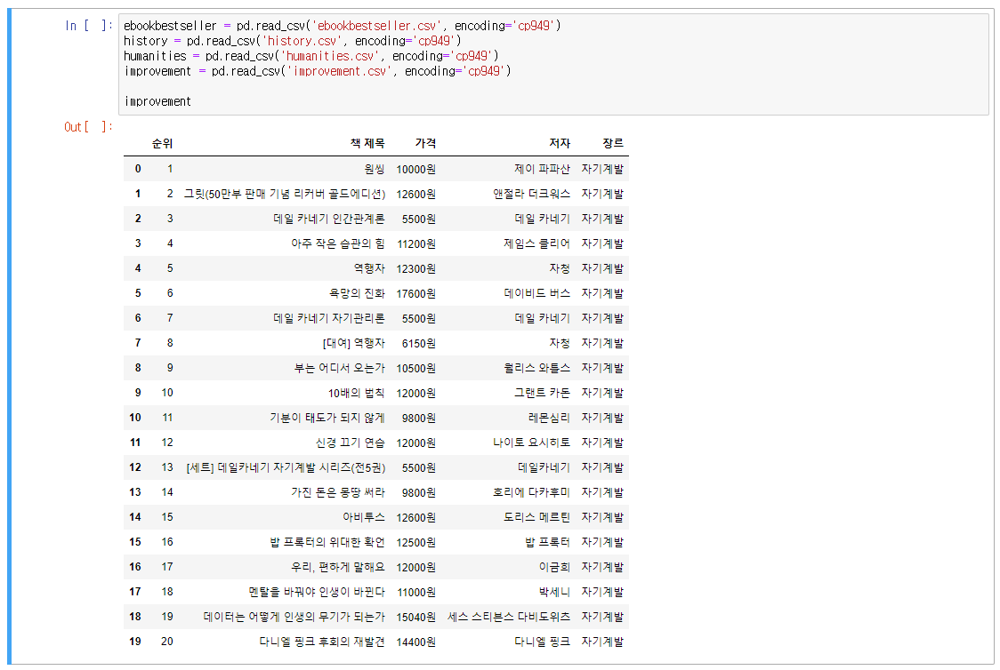 In [ ]: ebookbestseller = pd.read_csv('ebookbestseller.csv', encoding='cp949')
history = pd.read_csv('history.csv', encoding='cp949')
humanities = pd.read_csv('humanities.csv', encoding='cp949')
improvement = pd.read_csv('improvement.csv', encoding='cp949')
improvement
Out[ ]:
순위 책 제목 가격 저자 장르
0 1 원씽 10000원 제이 파파산 자기계발
1 2 그릿(50만부 판매 기념 리커버 골드에디션) 12600원 앤절라 더크워스 자기계발
2 3 데일 카네기 인간관계론 5500원 데일 카네기 자기계발
3 4 아주 작은 습관의 힘 11200원 제임스 클리어 자기계발
4 5 역행자 12300원 자청 자기계발
5 6 욕망의 진화 17600원 데이비드 버스 자기계발
6 7 데일 카네기 자기관리론 5500원 데일 카네기 자기계발
7 8 [대여] 역행자 6150원 자청 자기계발
8 9 부는 어디서 오는가 10500원 월리스 와틀스 자기계발
9 10 10배의 법칙 12000원 그랜트 카돈 자기계발
10 11 기분이 태도가 되지 않게 9800원 레몬심리 자기계발
11 12 신경 끄기 연습 12000원 나이토 요시히토 자기계발
12 13 [세트] 데일카네기 자기계발 시리즈(전5권) 5500원 데일카네기 자기계발
13 14 가진 돈은 몽땅 써라 9800원 호리에 다카후미 자기계발
14 15 아비투스 12600원 도리스 메르틴 자기계발
15 16 밥 프록터의 위대한 확언 12500원 밥 프록터 자기계발
16 17 우리, 편하게 말해요 12000원 이금희 자기계발
17 18 멘탈을 바꿔야 인생이 바뀐다 11000원 박세니 자기계발
18 19 데이터는 어떻게 인생의 무기가 되는가 15040원 세스 스티븐스 다비도위츠 자기계발
19 20 다니엘 핑크 후회의 재발견 14400원 다니엘 핑크 자기계발